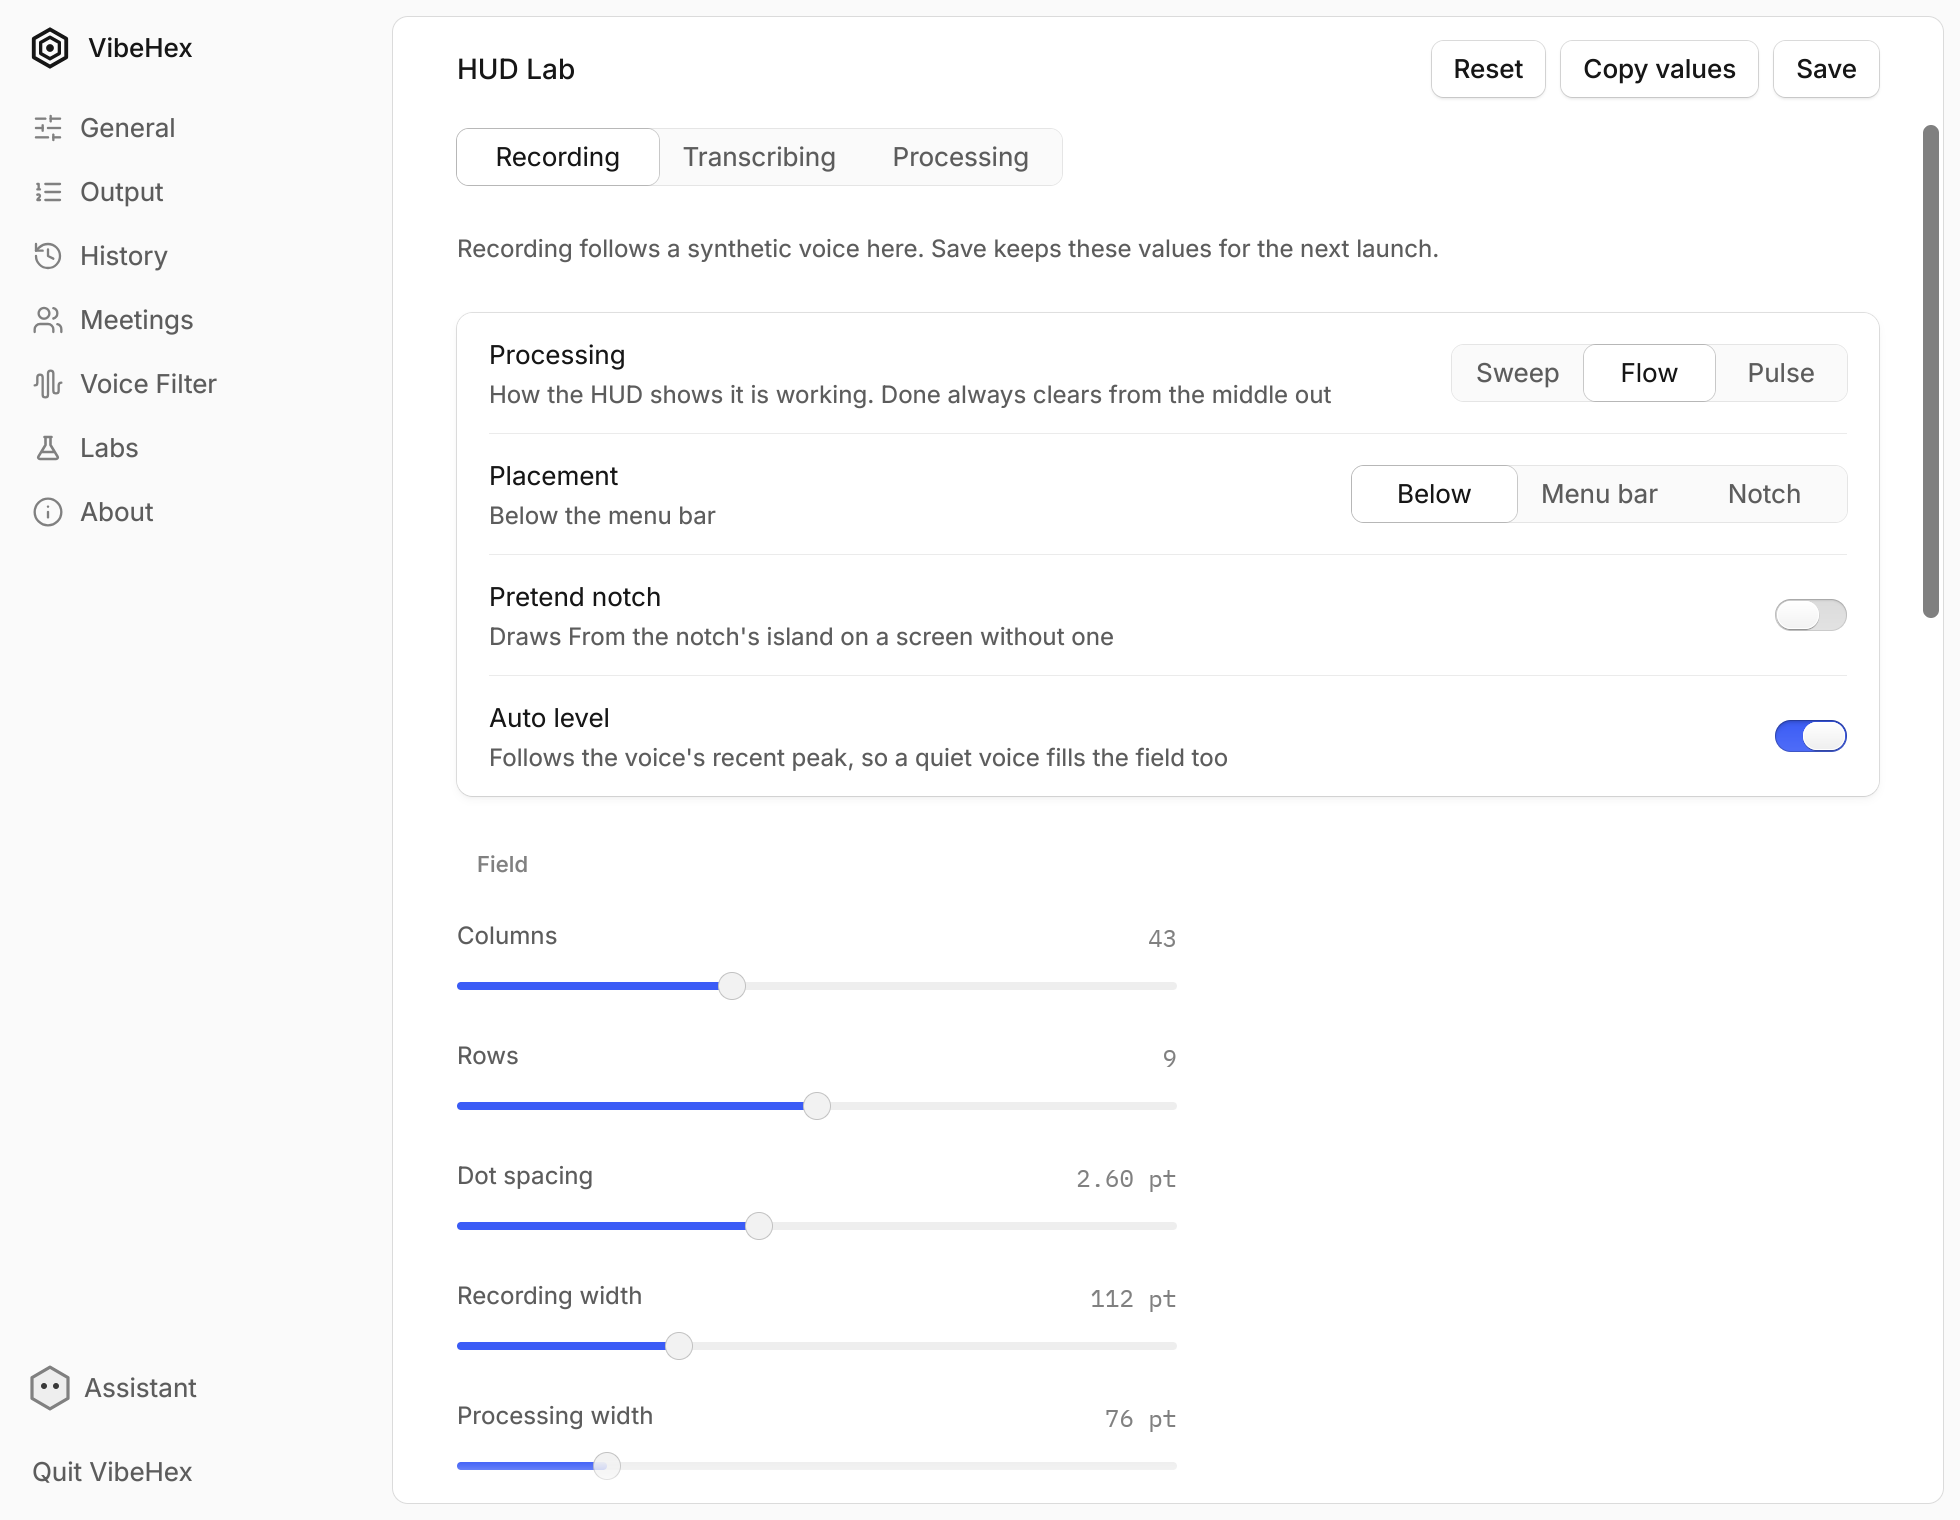 VibeHex
General
Output
History
Meetings
Voice Filter
Labs
About
Assistant
Quit VibeHex
HUD Lab
Reset
Copy values
Save
Recording
Transcribing
Processing
Recording follows a synthetic voice here. Save keeps these values for the next launch.
Processing
How the HUD shows it is working. Done always clears from the middle out
Sweep
Flow
Pulse
Placement
Below the menu bar
Below
Menu bar
Notch
Pretend notch
Draws From the notch's island on a screen without one
Auto level
Follows the voice's recent peak, so a quiet voice fills the field too
Field
Columns
43
Rows
9
Dot spacing
2.60 pt
Recording width
112 pt
Processing width
76 pt